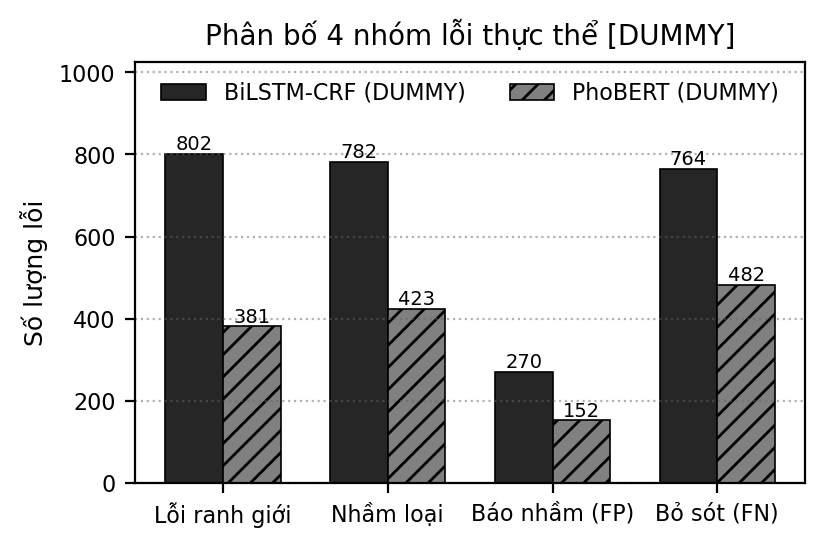 Phân bố 4 nhóm lỗi thực thể [DUMMY]
BiLSTM-CRF (DUMMY)
PhoBERT (DUMMY)
Số lượng lỗi
1000
800
600
400
200
0
802
381
782
423
270
152
764
482
Lỗi ranh giới
Nhầm loại
Báo nhầm (FP)
Bỏ sót (FN)